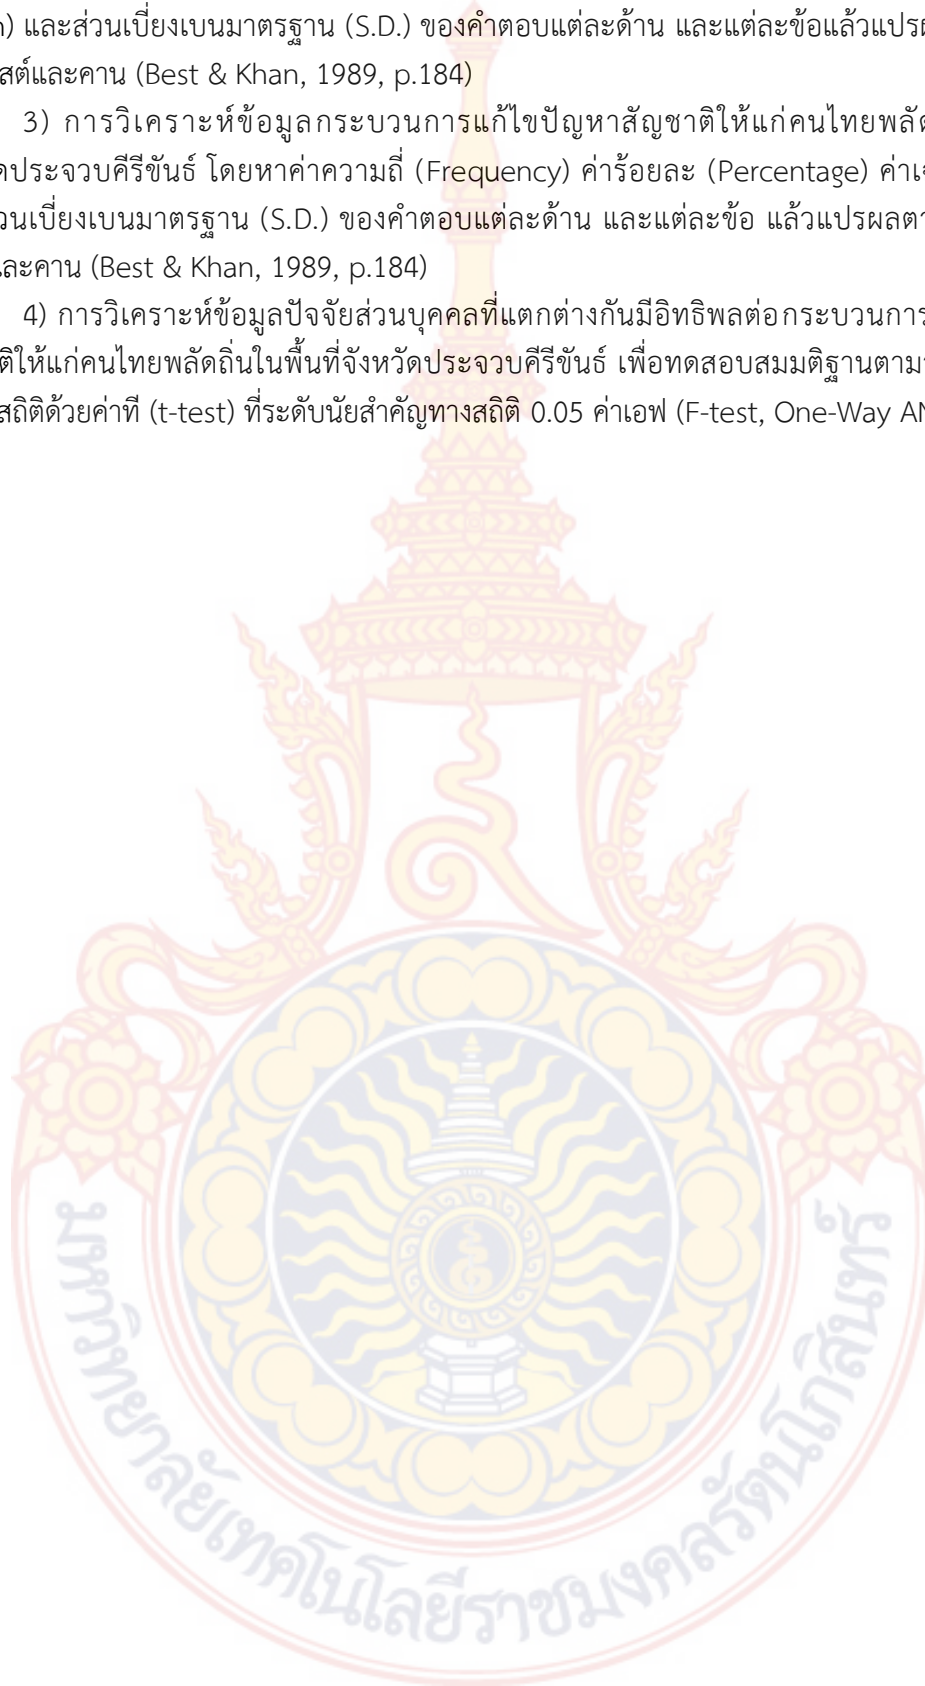 ) และส่วนเบี่ยงเบนมาตรฐาน (S.D.) ของคำตอบแต่ละด้าน และแต่ละข้อแล้วแปรผ
สต์และคาน (Best & Khan, 1989, p.184)
3) การวิเคราะห์ข้อมูลกระบวนการแก้ไขปัญหาสัญชาติให้แก่คนไทยพลัด
ดประจวบคีรีขันธ์ โดยหาค่าความถี่ (Frequency) ค่าร้อยละ (Percentage) ค่าเ
วนเบี่ยงเบนมาตรฐาน (S.D.) ของคำตอบแต่ละด้าน และแต่ละข้อ แล้วแปรผลตา
ละคาน (Best & Khan, 1989, p.184)
4) การวิเคราะห์ข้อมูลปัจจัยส่วนบุคคลที่แตกต่างกันมีอิทธิพลต่อกระบวนการ
ติให้แก่คนไทยพลัดถิ่นในพื้นที่จังหวัดประจวบคีรีขันธ์ เพื่อทดสอบสมมติฐานตาม
สถิติด้วยค่าที (t-test) ที่ระดับนัยสำคัญทางสถิติ 0.05 ค่าเอฟ (F-test, One-Way AN
มหาวิทยาลัยเทคโนโลยีราชมงคลรัตนโกสินทร์